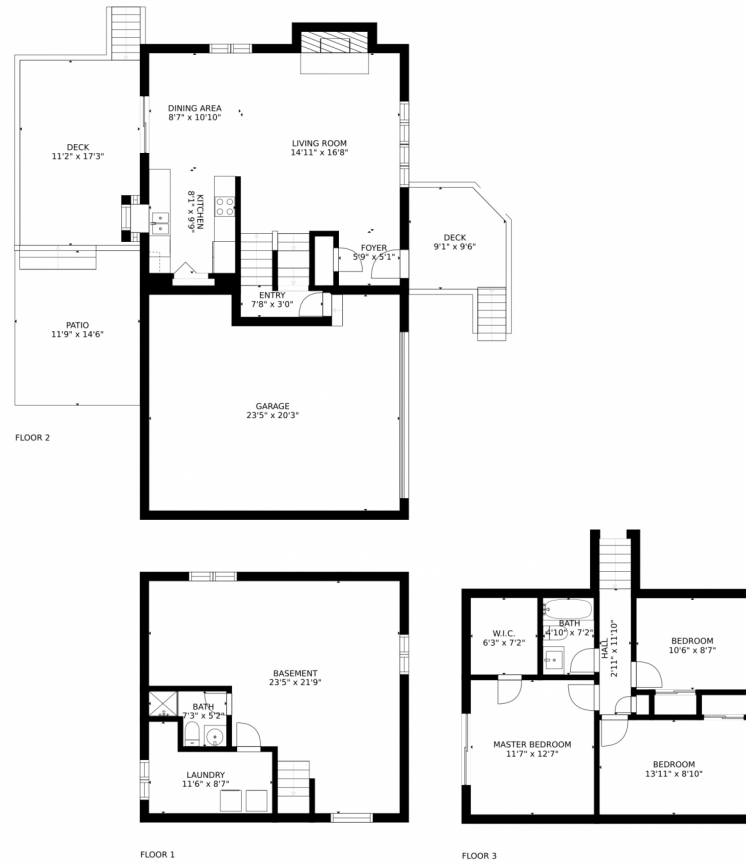 DINING AREA
8'7" x 10'10"
DECK
11'2" x 17'3"
LIVING ROOM
14'11" x 16'8"
KITCHEN
8'1" x 9'9"
DECK
9'1" x 9'6"
FOYER
5'9" x 5'1"
ENTRY
7'8" x 3'0"
PATIO
11'9" x 14'6"
GARAGE
23'5" x 20'3"
FLOOR 2
BASEMENT
23'5" x 21'9"
BATH
7'3" x 5'2"
LAUNDRY
11'6" x 8'7"
FLOOR 1
W.I.C.
6'3" x 7'2"
BATH
4'10" x 7'2"
HALL
2'11" x 11'10"
BEDROOM
10'6" x 8'7"
MASTER BEDROOM
11'7" x 12'7"
BEDROOM
13'11" x 8'10"
FLOOR 3